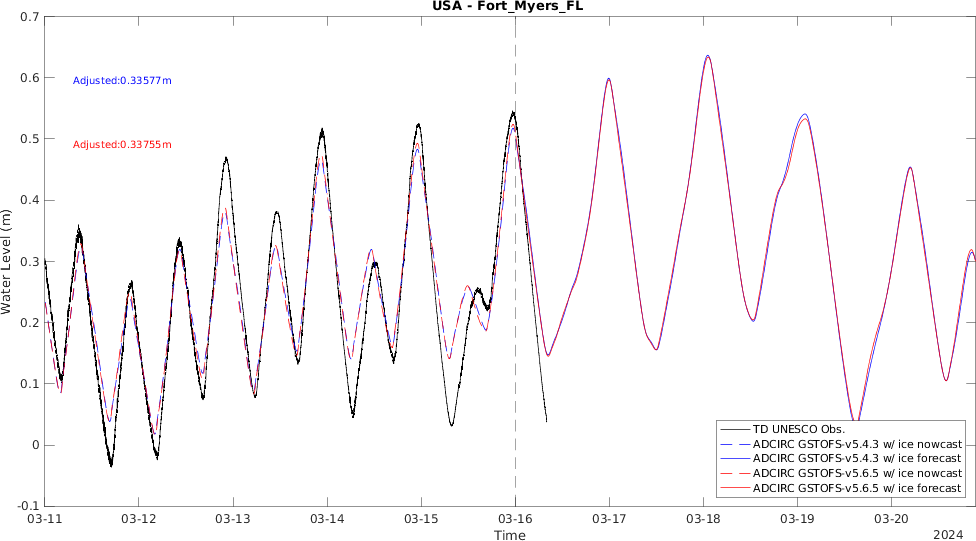 USA - Fort_Myers_FL
0.7
0.6
0.5
0.4
0.3
0.2
0.1
0
-0.1
Water Level (m)
Adjusted:0.33577m
Adjusted:0.33755m
TD UNESCO Obs.
ADCIRC GSTOFS-v5.4.3 w/ ice nowcast
ADCIRC GSTOFS-v5.4.3 w/ ice forecast
ADCIRC GSTOFS-v5.6.5 w/ ice nowcast
ADCIRC GSTOFS-v5.6.5 w/ ice forecast
03-11 03-12 03-13 03-14 03-15 03-16 03-17 03-18 03-19 03-20
Time
2024